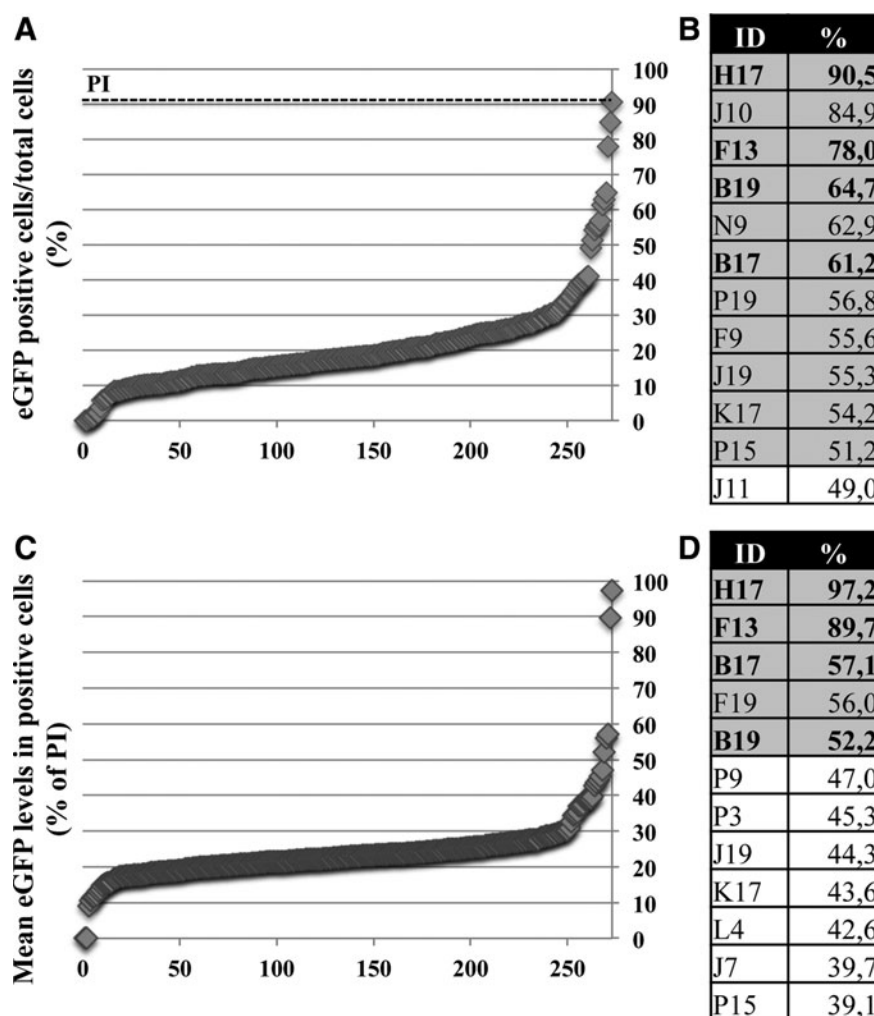 A
PI
100
90
80
70
60
50
40
30
20
10
0
0 50 100 150 200 250
eGFP positive cells/total cells
(%)
B
ID %
H17 90,5
J10 84,9
F13 78,0
B19 64,7
N9 62,9
B17 61,2
P19 56,8
F9 55,6
J19 55,3
K17 54,2
P15 51,2
J11 49,0
C
100
90
80
70
60
50
40
30
20
10
0
0 50 100 150 200 250
Mean eGFP levels in positive cells
(% of PI)
D
ID %
H17 97,2
F13 89,7
B17 57,1
F19 56,0
B19 52,2
P9 47,0
P3 45,3
J19 44,3
K17 43,6
L4 42,6
J7 39,7
P15 39,1